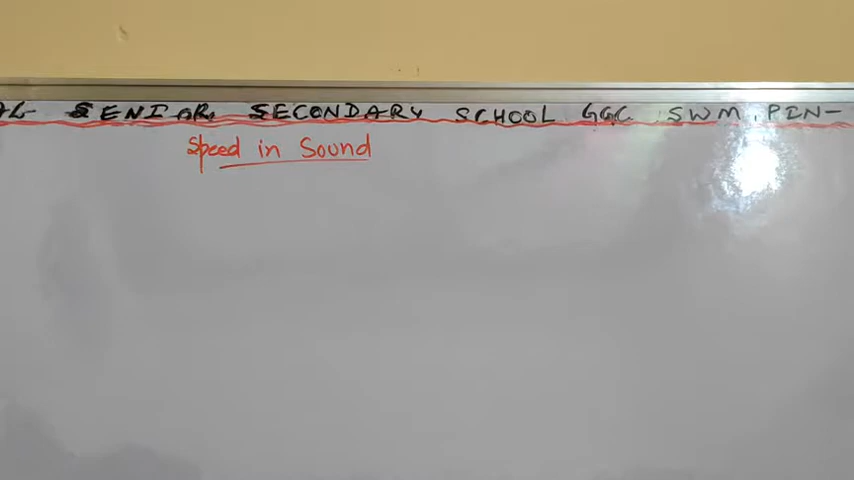 SENIOR SECONDARY SCHOOL GGC SWM PIN-
Speed in Sound